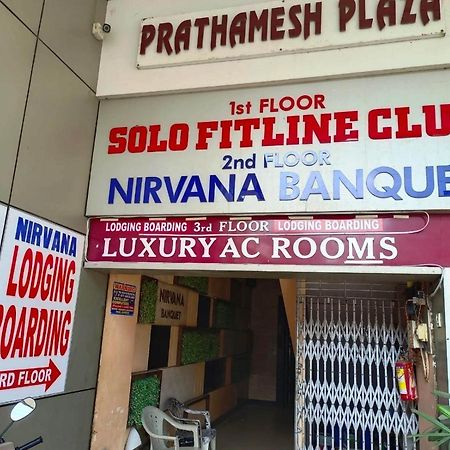 PRATHAMESH PLAZA
1st FLOOR
SOLO FITLINE CLU
2nd FLOOR
NIRVANA BANQUE
LODGING BOARDING 3rd FLOOR LODGING BOARDING
LUXURY AC ROOMS
NIRVANA
LODGING
BOARDING
RD FLOOR
NIRVANA
BANQUET